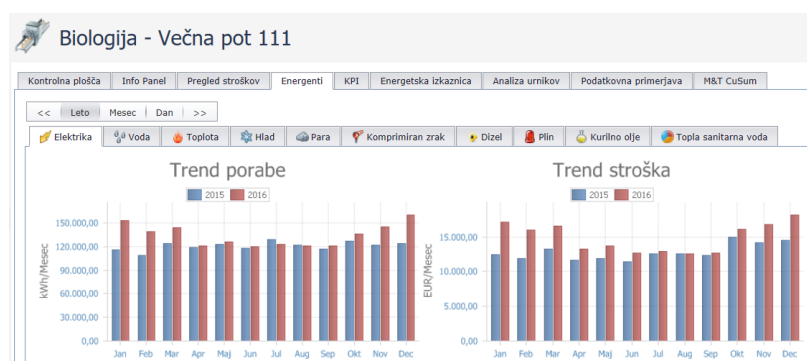 Biologija - Večna pot 111
Kontrolna plošča Info Panel Pregled stroškov Energenti KPI Energetska izkaznica Analiza urnikov Podatkovna primerjava M&T CuSum
<< Leto Mesec Dan >>
Elektrika Voda Toplota Hlad Para Komprimiran zrak Dizel Plin Kurilno olje Topla sanitarna voda
Trend porabe
2015 2016
kWh/Mesec
150.000,00
120.000,00
90.000,00
60.000,00
30.000,00
0,00
Jan Feb Mar Apr Maj Jun Jul Aug Sep Okt Nov Dec
Trend stroška
2015 2016
EUR/Mesec
15.000,00
10.000,00
5.000,00
0,00
Jan Feb Mar Apr Maj Jun Jul Aug Sep Okt Nov Dec